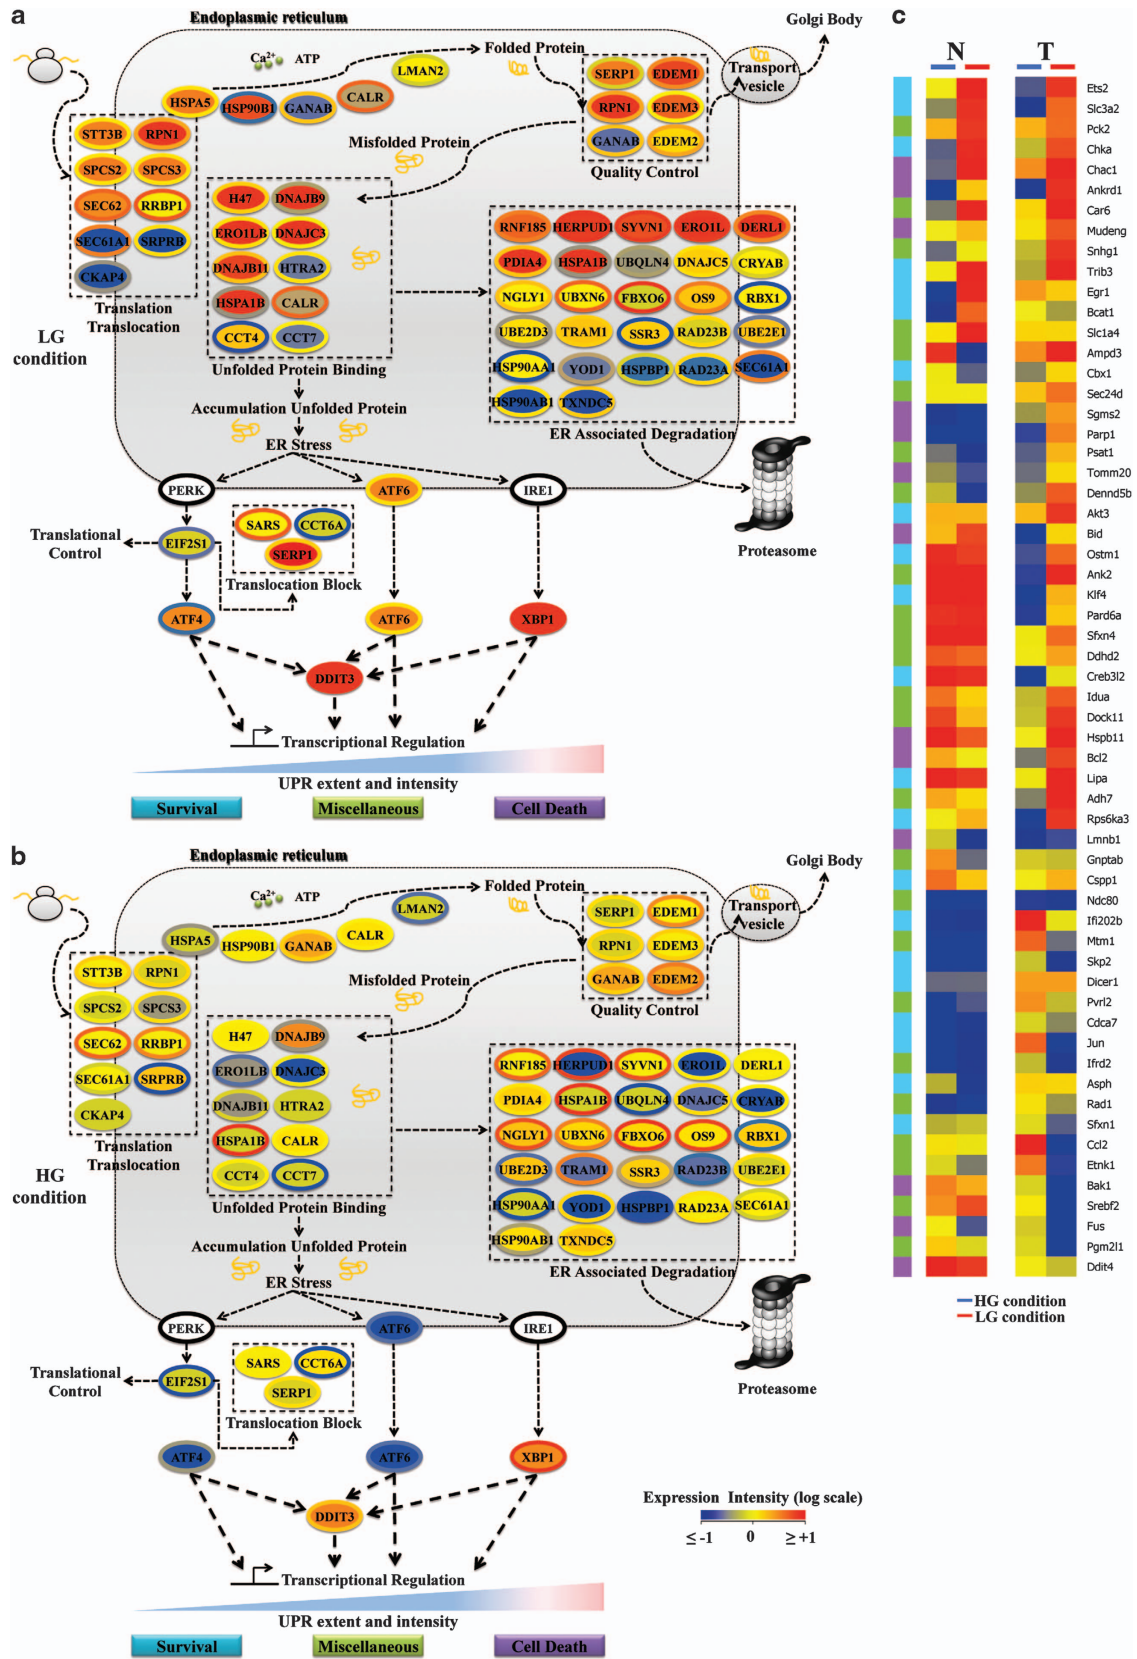 a
Endoplasmic reticulum
Golgi Body
Ca2+ ATP
Folded Protein
LMAN2
HSPA5 HSP90B1 GANAB CALR
SERP1 EDEM1
RPN1 EDEM3
GANAB EDEM2
Quality Control
Transport vesicle
Misfolded Protein
STT3B RPN1
SPCS2 SPCS3
SEC62 RRBP1
SEC61A1 SRPRB
CKAP4
Translation
Translocation
H47 DNAJB9
ERO1LB DNAJC3
DNAJB11 HTRA2
HSPA1B CALR
CCT4 CCT7
Unfolded Protein Binding
RNF185 HERPUD1 SYVN1 ERO1L DERL1
PDIA4 HSPA1B UBQLN4 DNAJC5 CRYAB
NGLY1 UBXN6 FBXO6 OS9 RBX1
UBE2D3 TRAM1 SSR3 RAD23B UBE2E1
HSP90AA1 YOD1 HSPBP1 RAD23A SEC61A1
HSP90AB1 TXNDC5
ER Associated Degradation
LG
condition
Accumulation Unfolded Protein
ER Stress
PERK ATF6 IRE1
Translational
Control
EIF2S1
SARS CCT6A
SERP1
Translocation Block
Proteasome
ATF4 ATF6 XBP1
DDIT3
Transcriptional Regulation
UPR extent and intensity
Survival Miscellaneous Cell Death
b
Endoplasmic reticulum
Golgi Body
Ca2+ ATP
Folded Protein
LMAN2
HSPA5 HSP90B1 GANAB CALR
SERP1 EDEM1
RPN1 EDEM3
GANAB EDEM2
Quality Control
Transport vesicle
Misfolded Protein
STT3B RPN1
SPCS2 SPCS3
SEC62 RRBP1
SEC61A1 SRPRB
CKAP4
Translation
Translocation
H47 DNAJB9
ERO1LB DNAJC3
DNAJB11 HTRA2
HSPA1B CALR
CCT4 CCT7
Unfolded Protein Binding
RNF185 HERPUD1 SYVN1 ERO1L DERL1
PDIA4 HSPA1B UBQLN4 DNAJC5 CRYAB
NGLY1 UBXN6 FBXO6 OS9 RBX1
UBE2D3 TRAM1 SSR3 RAD23B UBE2E1
HSP90AA1 YOD1 HSPBP1 RAD23A SEC61A1
HSP90AB1 TXNDC5
ER Associated Degradation
HG
condition
Accumulation Unfolded Protein
ER Stress
PERK ATF6 IRE1
Translational
Control
EIF2S1
SARS CCT6A
SERP1
Translocation Block
Proteasome
ATF4 ATF6 XBP1
DDIT3
Transcriptional Regulation
UPR extent and intensity
Survival Miscellaneous Cell Death
Expression Intensity (log scale)
≤ -1 0 ≥ +1
c
N T
Ets2
Slc3a2
Pck2
Chka
Chac1
Ankrd1
Car6
Mudeng
Snhg1
Trib3
Egr1
Bcat1
Slc1a4
Ampd3
Cbx1
Sec24d
Sgms2
Parp1
Psat1
Tomm20
Dennd5b
Akt3
Bid
Ostm1
Ank2
Klf4
Pard6a
Sfxn4
Ddhd2
Creb3l2
Idua
Dock11
Hspb11
Bcl2
Lipa
Adh7
Rps6ka3
Lmnb1
Gnptab
Cspp1
Ndc80
Ifi202b
Mtm1
Skp2
Dicer1
Pvrl2
Cdca7
Jun
Ifrd2
Asph
Rad1
Sfxn1
Ccl2
Etnk1
Bak1
Srebf2
Fus
Pgm2l1
Ddit4
HG condition
LG condition